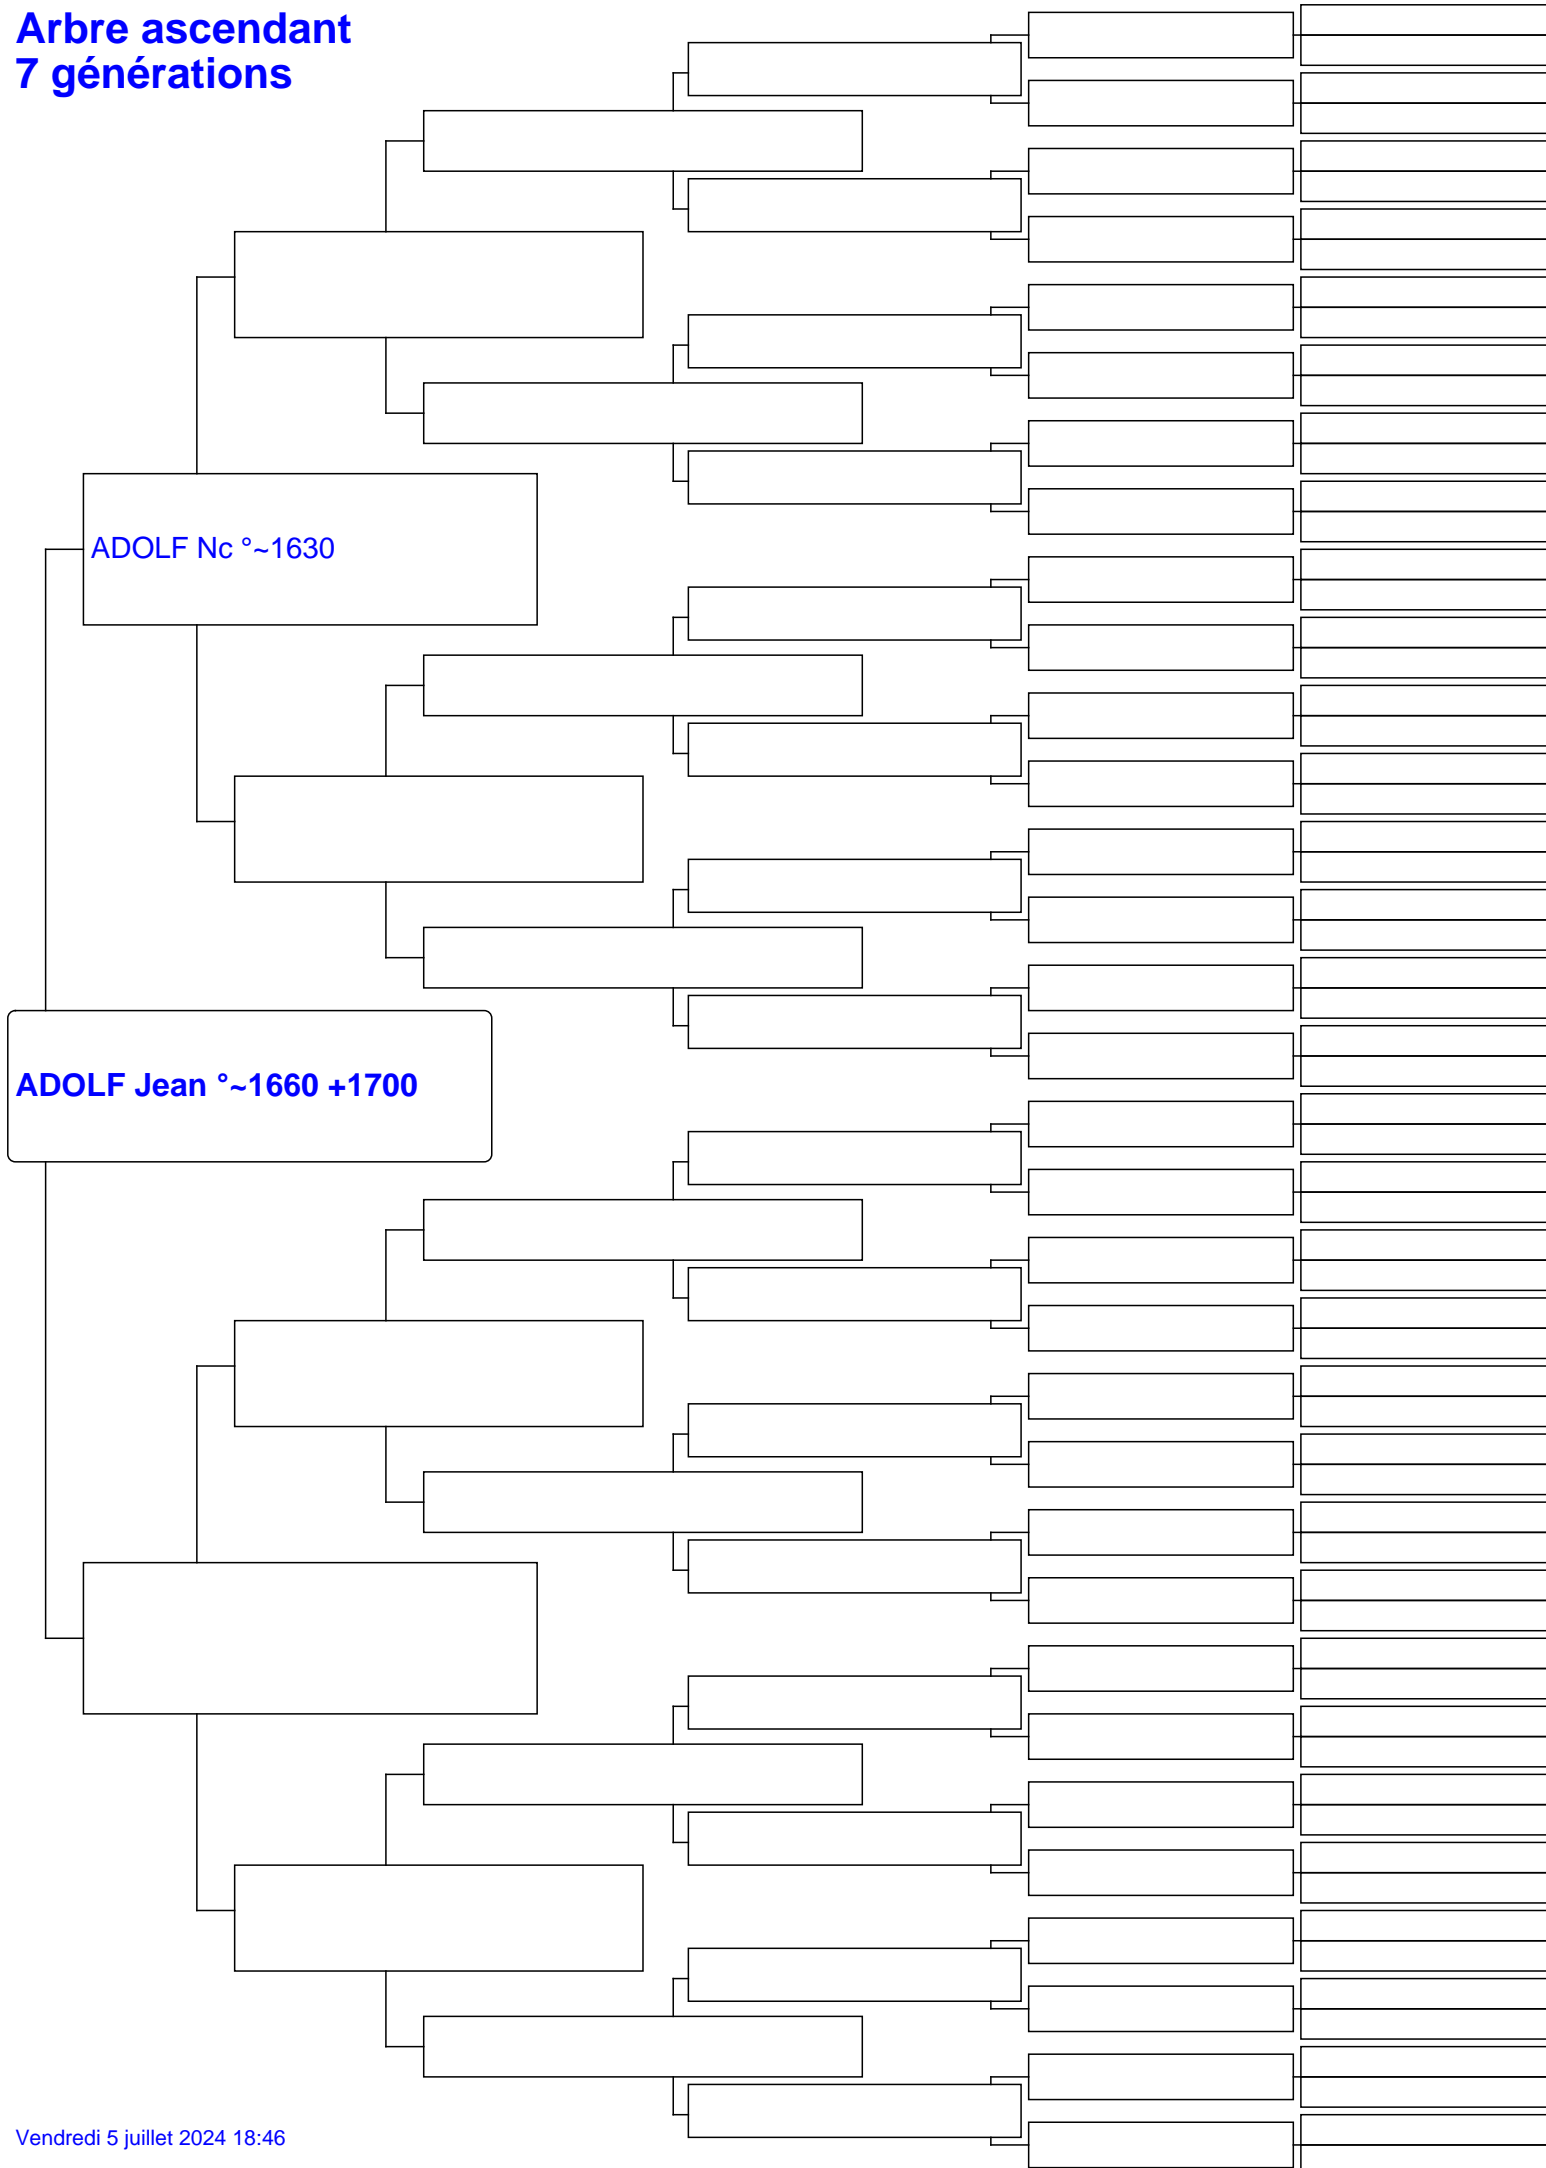 Arbre ascendant
7 générations
ADOLF Nc °~1630
ADOLF Jean °~1660 +1700
Vendredi 5 juillet 2024 18:46